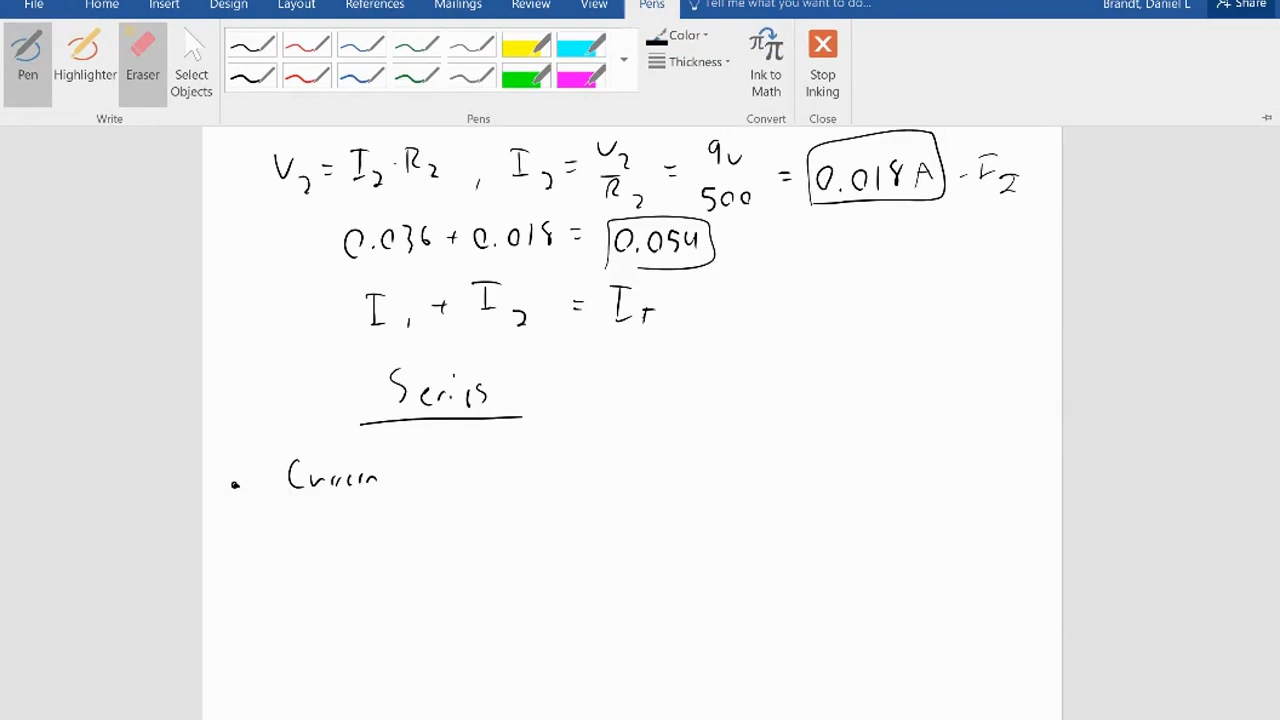 File Home Insert Design Layout References Mailings Review View Pens Tell me what you want to do... Brandt, Daniel L Share
Pen Highlighter Eraser Select Objects Color Thickness Ink to Math Stop Inking
Write Pens Convert Close
V2 = I2 · R2 , I2 = V2/R2 = 9v/500 = 0.018A - I2
0.036 + 0.018 = 0.054
I1 + I2 = IT
Series
• Curren